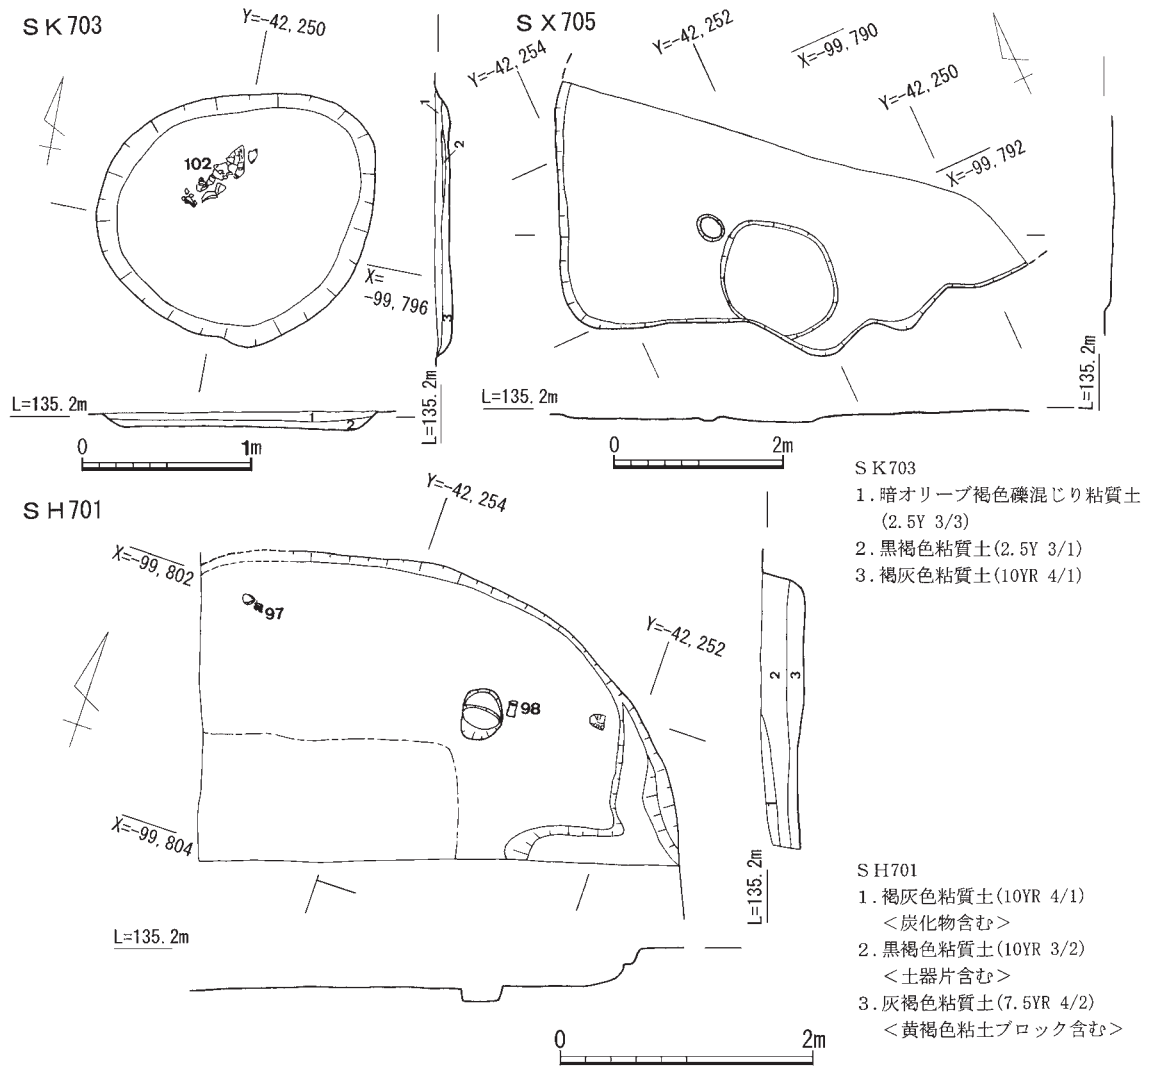 ＳＫ703
Y=-42,250
102
1
2
3
X=
-99,796
L=135.2m
L=135.2m
1
2
0
1m
ＳＸ705
Y=-42,254
Y=-42,252
X=-99,790
Y=-42,250
X=-99,792
L=135.2m
L=135.2m
0
2m
ＳＫ703
１.暗オリーブ褐色礫混じり粘質土
(2.5Y 3/3)
２.黒褐色粘質土(2.5Y 3/1)
３.褐灰色粘質土(10YR 4/1)
ＳＨ701
Y=-42,254
X=-99,802
97
Y=-42,252
98
X=-99,804
2
3
1
L=135.2m
L=135.2m
0
2m
ＳＨ701
１.褐灰色粘質土(10YR 4/1)
＜炭化物含む＞
２.黒褐色粘質土(10YR 3/2)
＜土器片含む＞
３.灰褐色粘質土(7.5YR 4/2)
＜黄褐色粘土ブロック含む＞